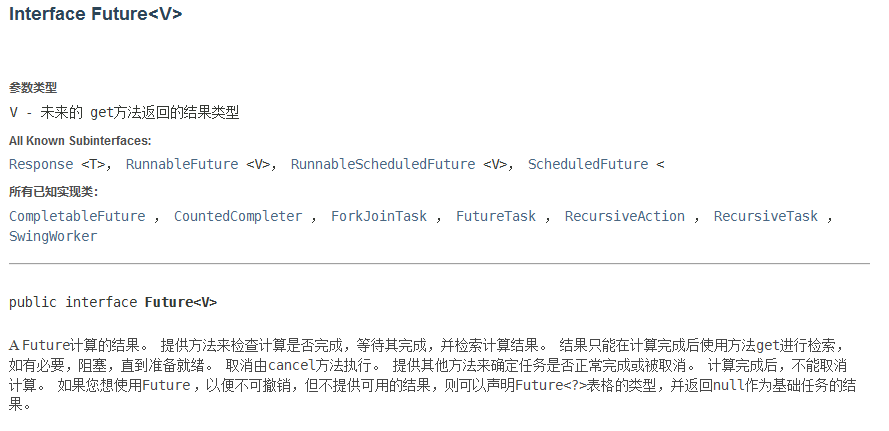 Interface Future<V>
参数类型
V - 未来的 get方法返回的结果类型
All Known Subinterfaces:
Response <T>， RunnableFuture <V>， RunnableScheduledFuture <V>， ScheduledFuture <
所有已知实现类：
CompletableFuture ， CountedCompleter ， ForkJoinTask ， FutureTask ， RecursiveAction ， RecursiveTask ，
SwingWorker
public interface Future<V>
A Future计算的结果。 提供方法来检查计算是否完成，等待其完成，并检索计算结果。 结果只能在计算完成后使用方法get进行检索，
如有必要，阻塞，直到准备就绪。 取消由cancel方法执行。 提供其他方法来确定任务是否正常完成或被取消。 计算完成后，不能取消
计算。 如果您想使用Future ，以便不可撤销，但不提供可用的结果，则可以声明Future<?>表格的类型，并返回null作为基础任务的结
果。